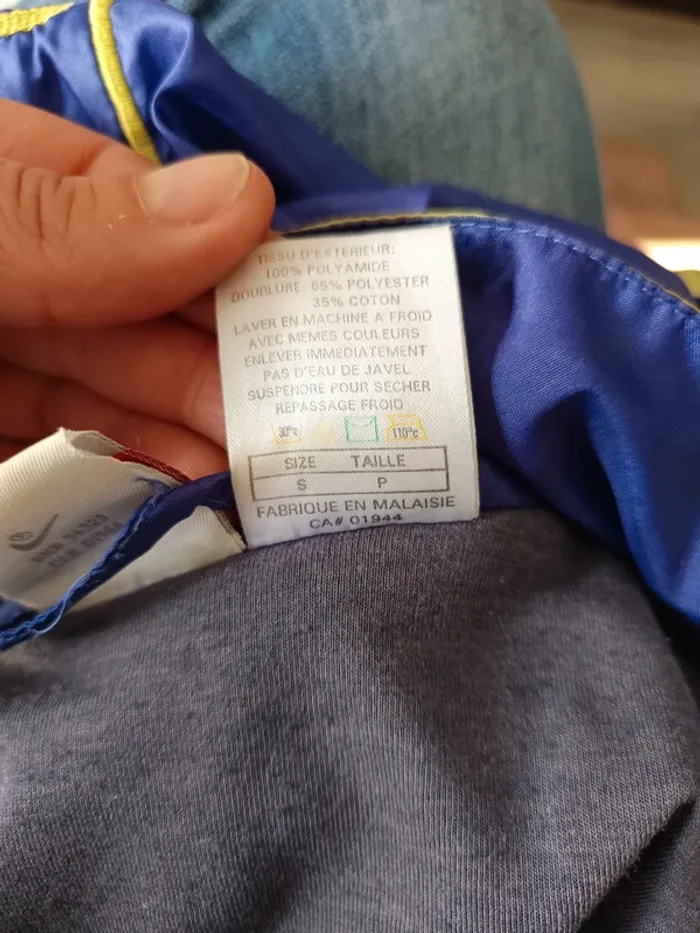 TISSU D'EXTERIEUR:
100% POLYAMIDE
DOUBLURE: 65% POLYESTER
35% COTON
LAVER EN MACHINE A FROID
AVEC MEMES COULEURS
ENLEVER IMMEDIATEMENT
PAS D'EAU DE JAVEL
SUSPENDRE POUR SECHER
REPASSAGE FROID
30°c 110°c
SIZE TAILLE
S P
FABRIQUE EN MALAISIE
CA# 01944